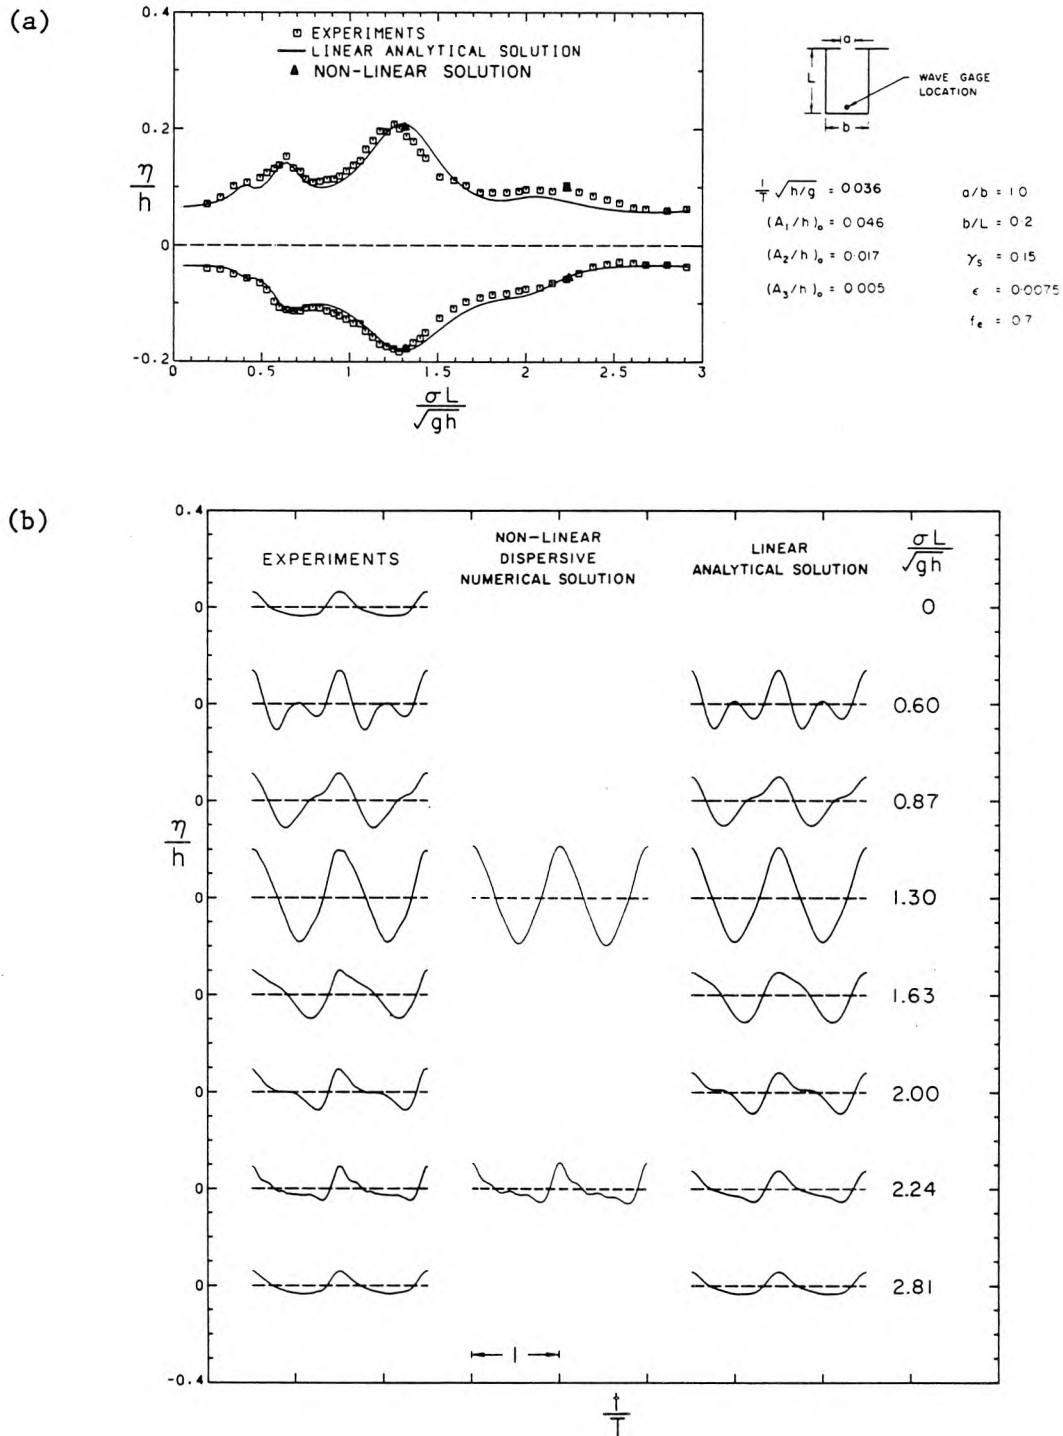 (a)
0.4
EXPERIMENTS
LINEAR ANALYTICAL SOLUTION
NON-LINEAR SOLUTION
0.2
η/h
0
-0.2
0 0.5 1 1.5 2 2.5 3
σL/√gh
a
L
b
WAVE GAGE
LOCATION
1/T √h/g = 0.036
a/b = 1.0
(A₁/h)₀ = 0.046
b/L = 0.2
(A₂/h)₀ = 0.017
γₛ = 0.15
(A₃/h)₀ = 0.005
ϵ = 0.0075
fₑ = 0.7
(b)
0.4
EXPERIMENTS
NON-LINEAR
DISPERSIVE
NUMERICAL SOLUTION
LINEAR
ANALYTICAL SOLUTION
σL/√gh
0 0
0 0.60
0 0.87
η/h
0 1.30
0 1.63
0 2.00
0 2.24
0 2.81
1
-0.4
t/T